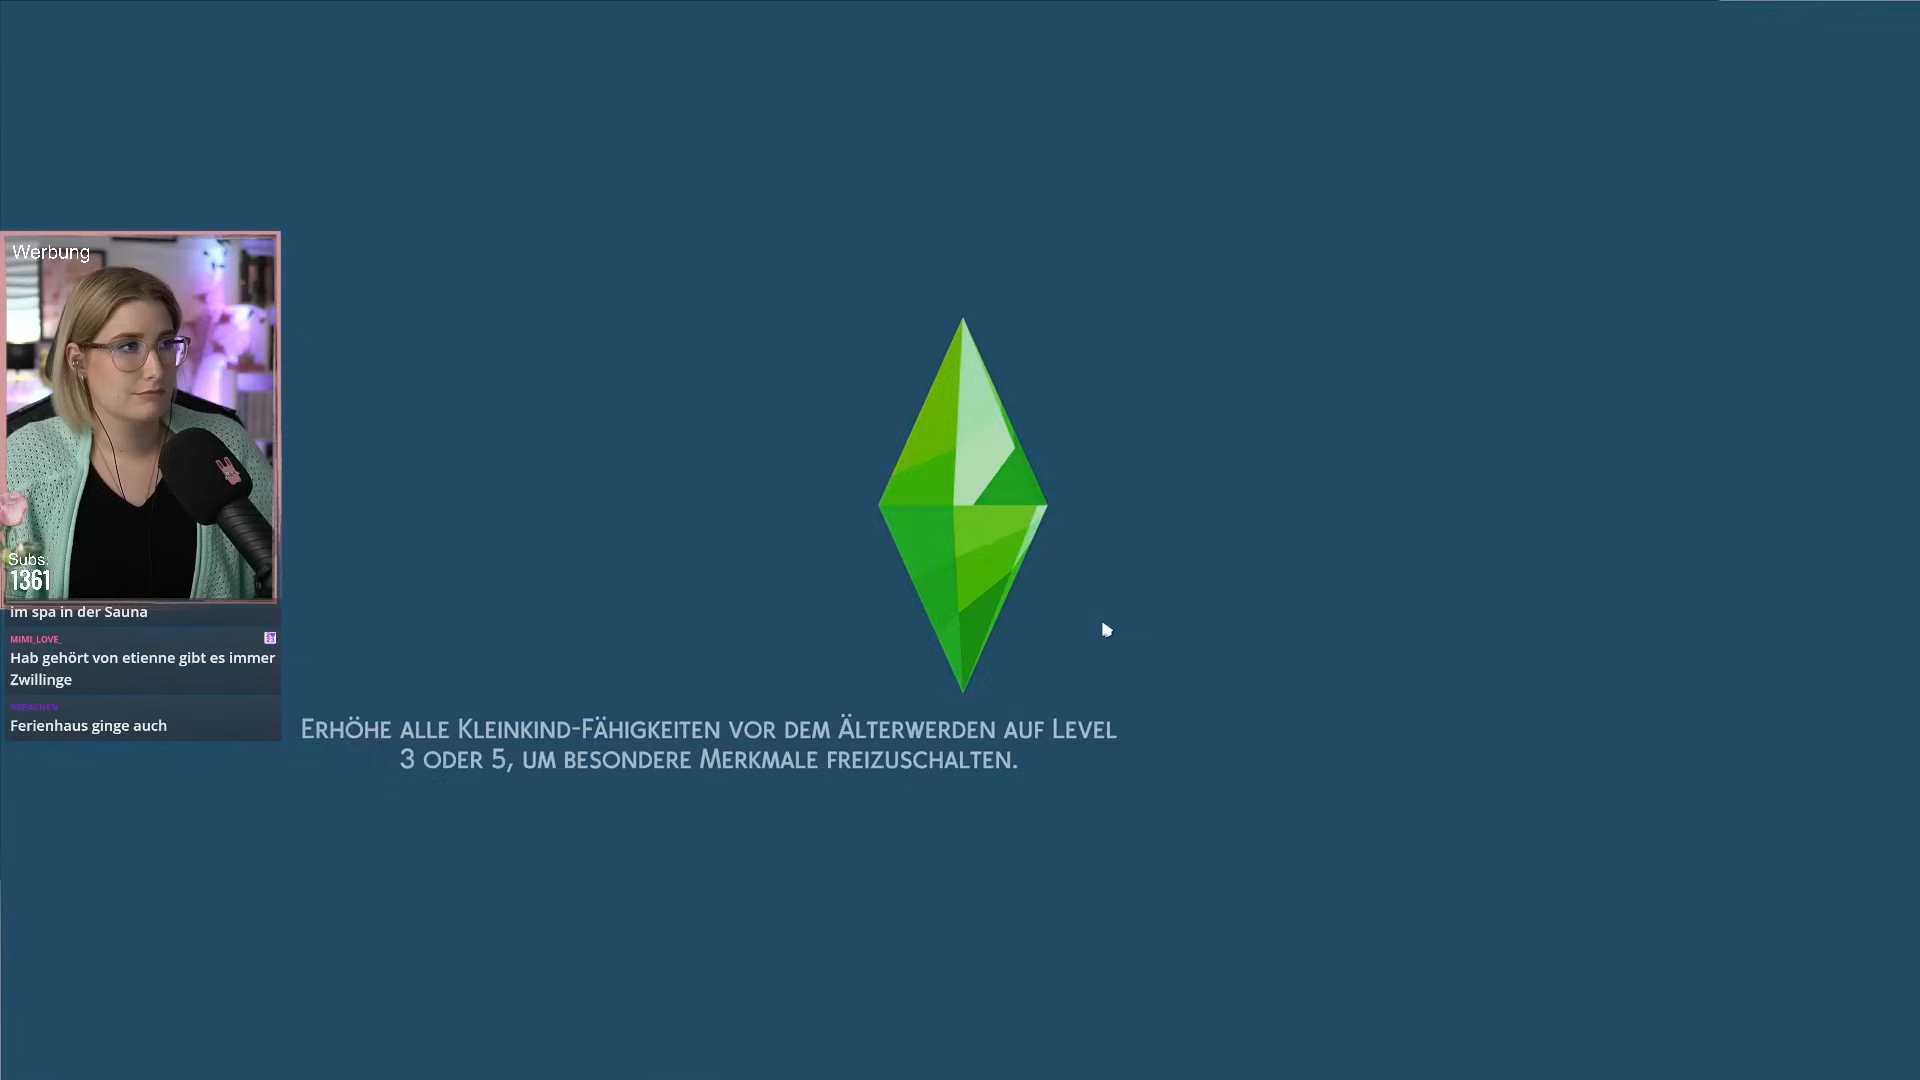 Werbung
Subs.
1361
im spa in der Sauna
MIMI_LOVE_
Hab gehört von etienne gibt es immer
Zwillinge
NEPACHEN
Ferienhaus ginge auch
ERHÖHE ALLE KLEINKIND-FÄHIGKEITEN VOR DEM ÄLTERWERDEN AUF LEVEL
3 ODER 5, UM BESONDERE MERKMALE FREIZUSCHALTEN.